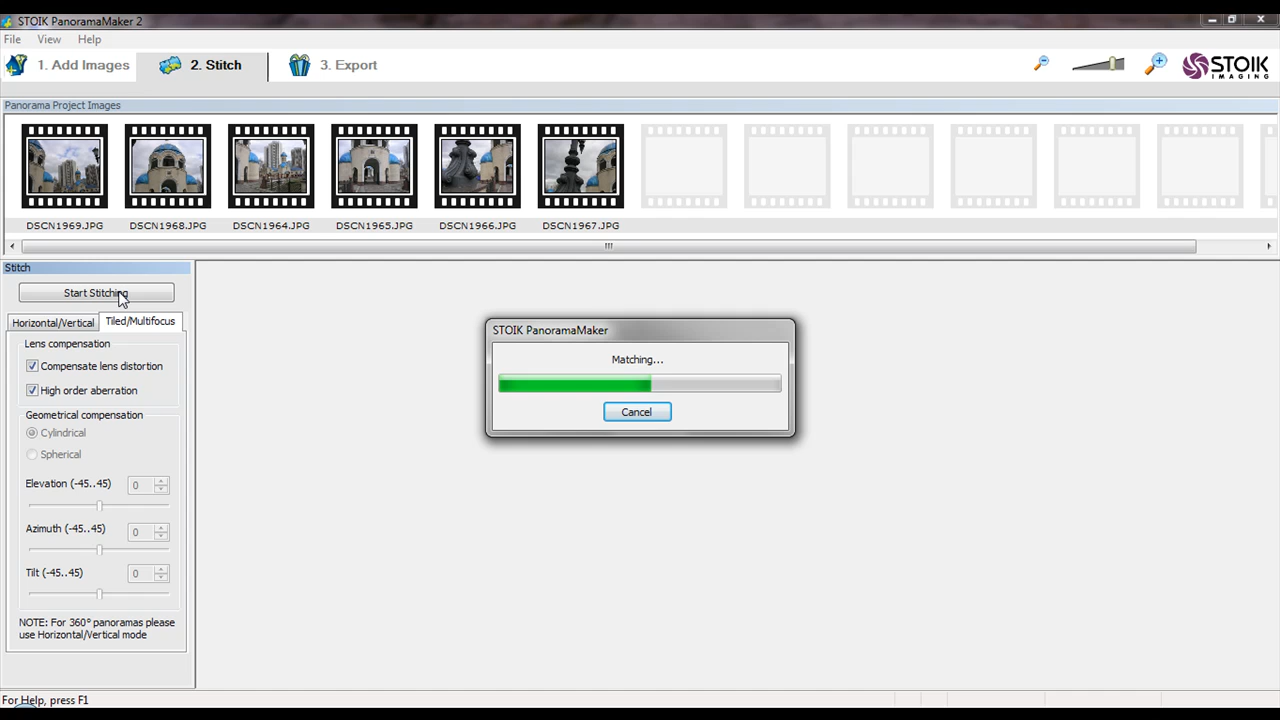 STOIK PanoramaMaker 2
File View Help
1. Add Images 2. Stitch 3. Export
STOIK
IMAGING
Panorama Project Images
DSCN1969.JPG DSCN1968.JPG DSCN1964.JPG DSCN1965.JPG DSCN1966.JPG DSCN1967.JPG
Stitch
Start Stitching
Horizontal/Vertical Tiled/Multifocus
Lens compensation
Compensate lens distortion
High order aberration
Geometrical compensation
Cylindrical
Spherical
Elevation (-45..45) 0
Azimuth (-45..45) 0
Tilt (-45..45) 0
NOTE: For 360° panoramas please
use Horizontal/Vertical mode
STOIK PanoramaMaker
Matching...
Cancel
For Help, press F1